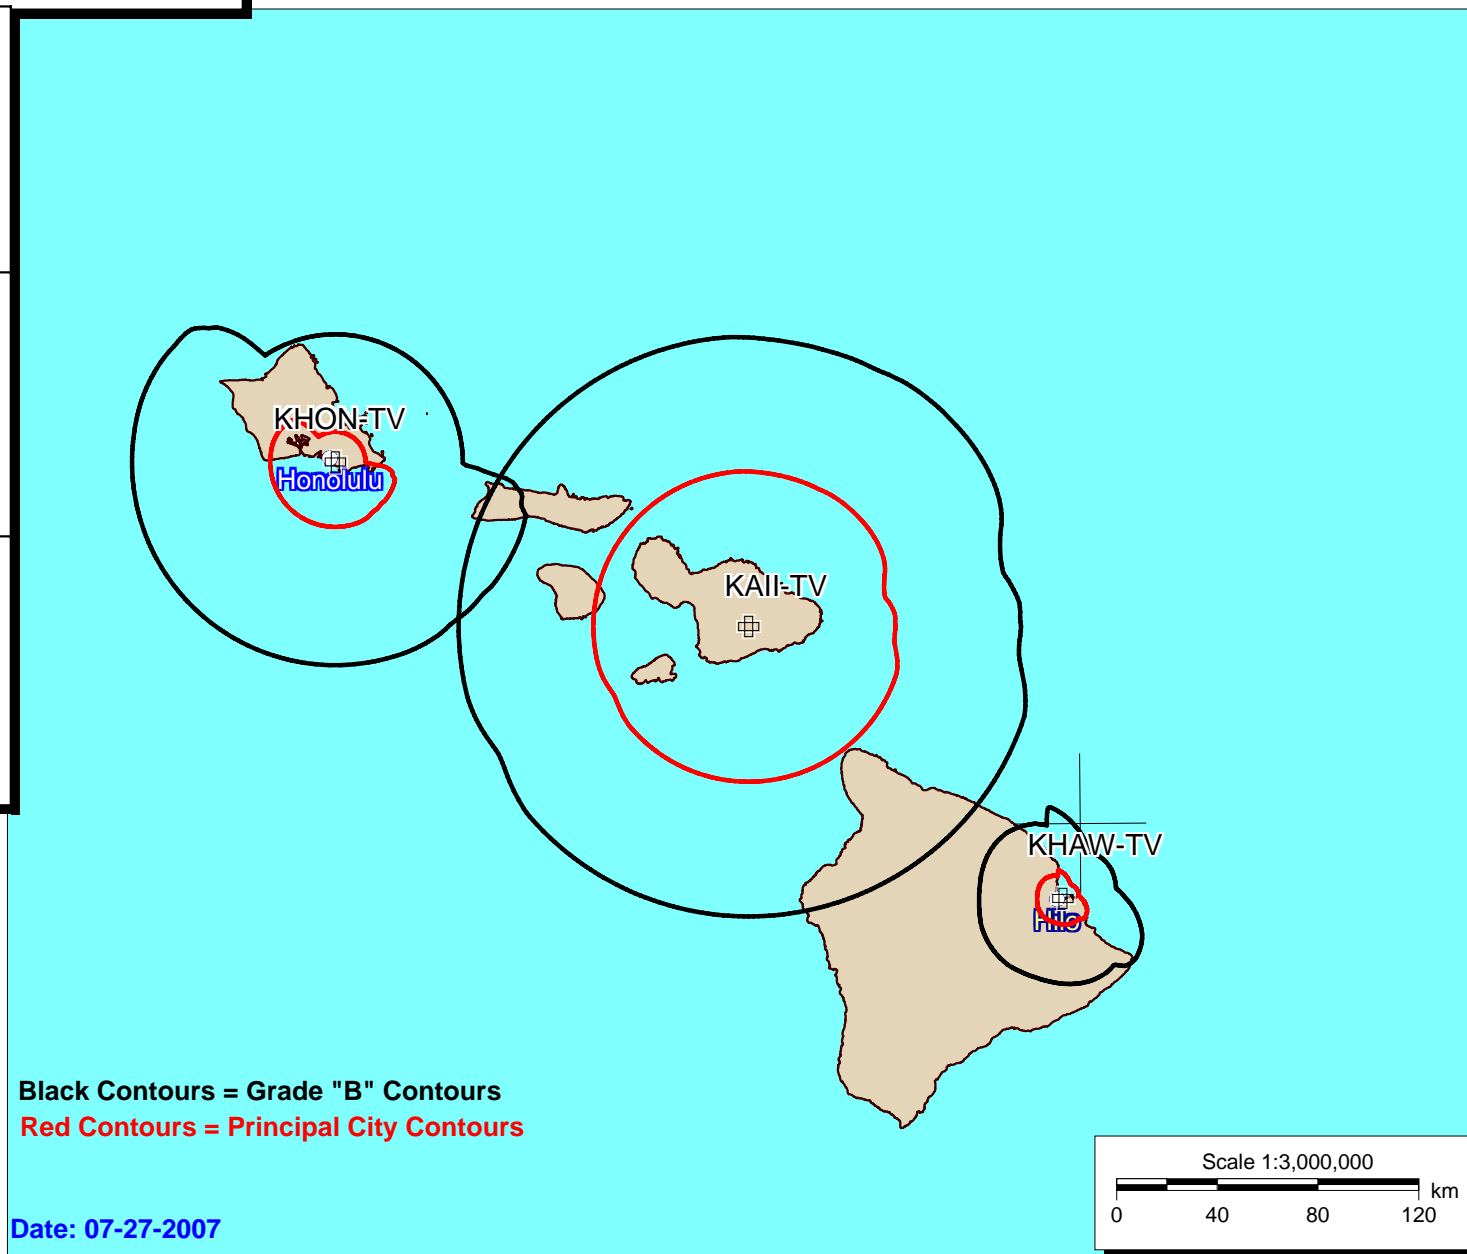 KHON-TV
Honolulu
KAII-TV
KHAW-TV
Hilo
Black Contours = Grade "B" Contours
Red Contours = Principal City Contours
Scale 1:3,000,000
km
0 40 80 120
Date: 07-27-2007